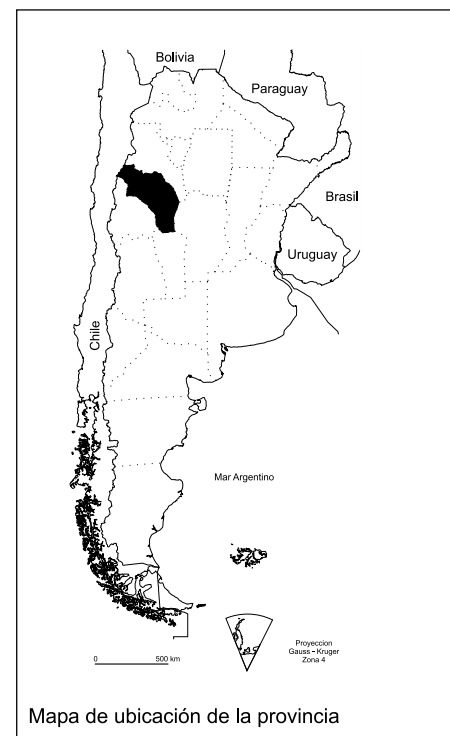 Bolivia
Paraguay
Brasil
Uruguay
Chile
Mar Argentino
0 500 km
Proyeccion
Gauss - Kruger
Zona 4
Mapa de ubicación de la provincia